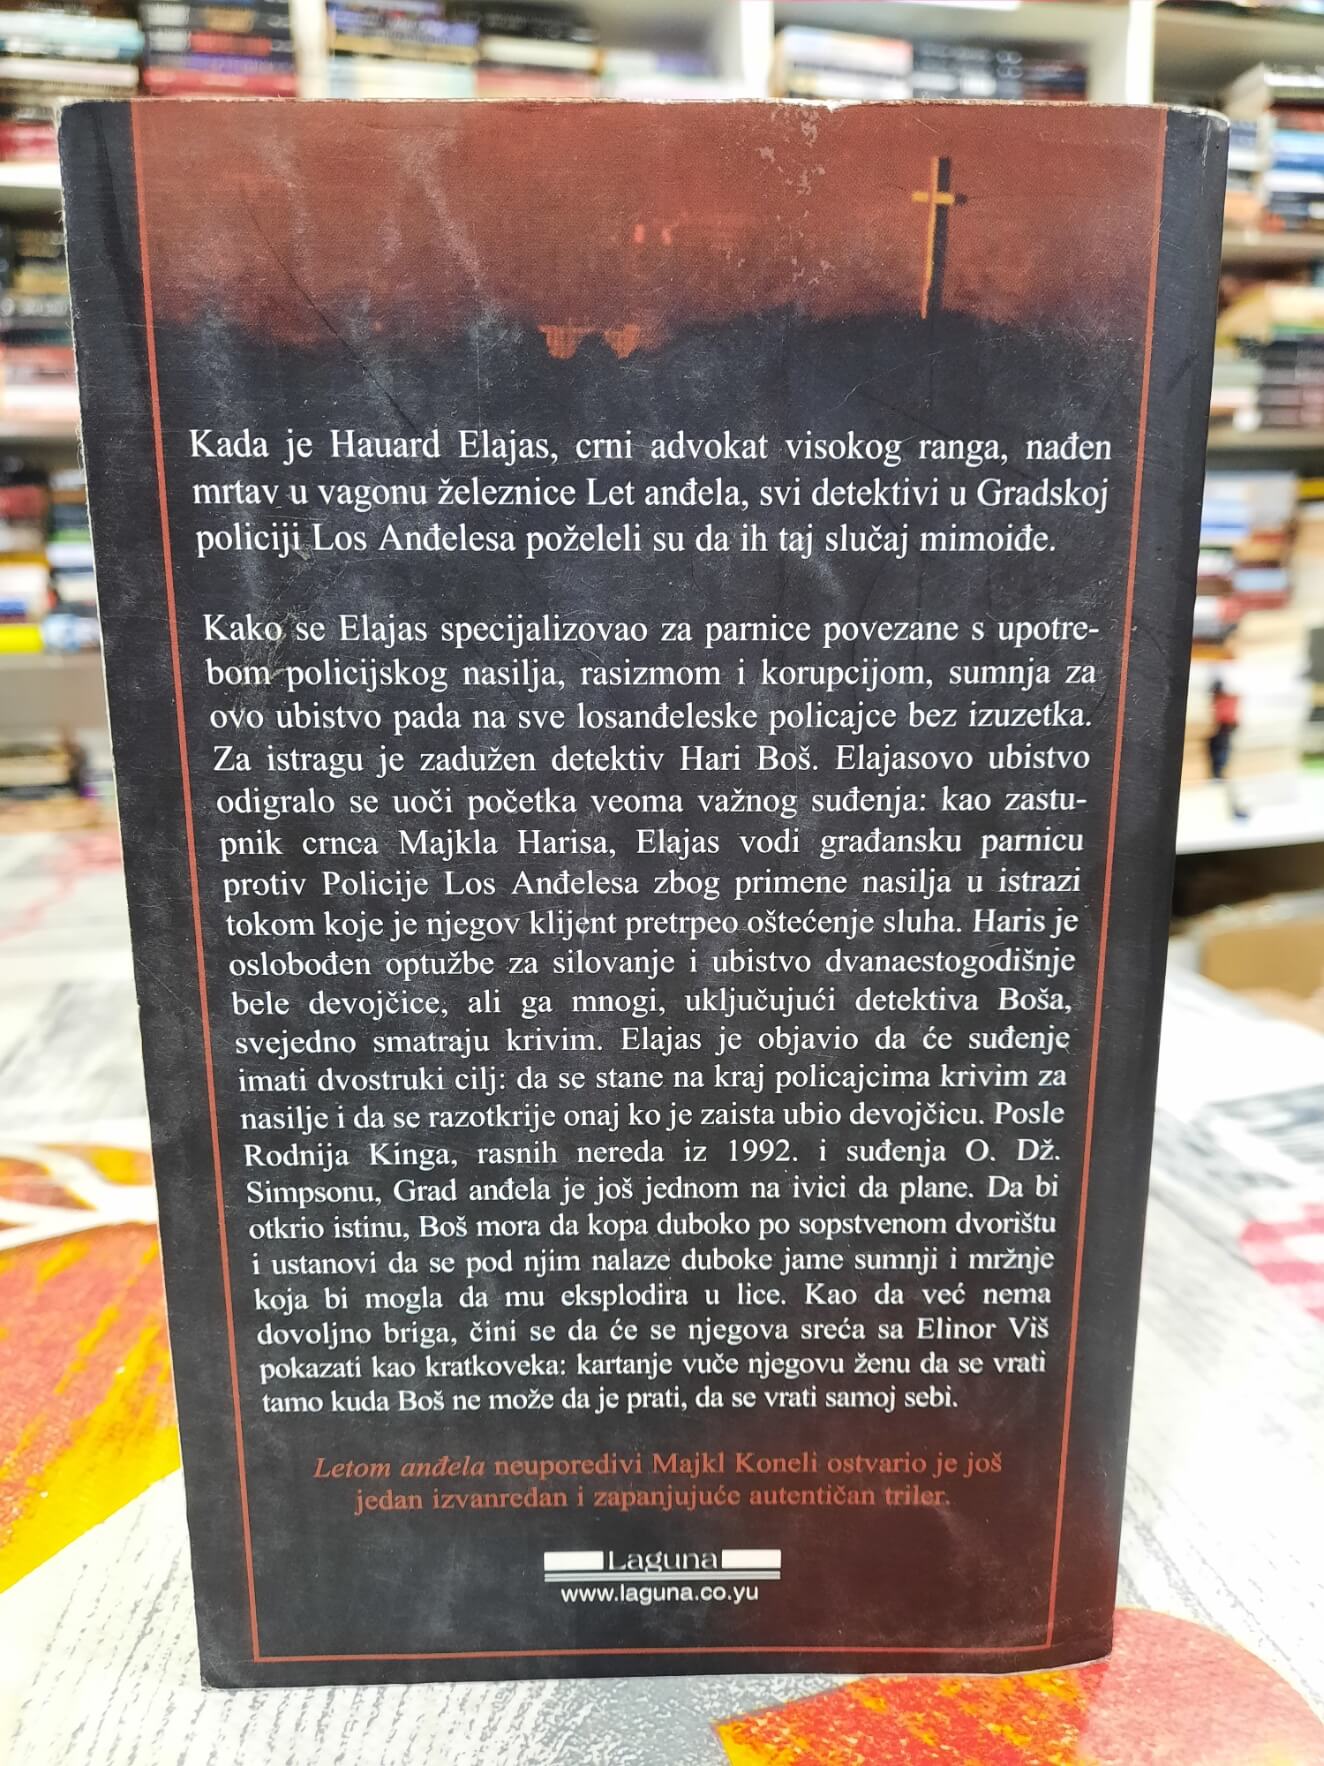 Kada je Hauard Elajas, crni advokat visokog ranga, nađen
mrtav u vagonu železnice Let anđela, svi detektivi u Gradskoj
policiji Los Anđelesa poželeli su da ih taj slučaj mimoiđe.
Kako se Elajas specijalizovao za parnice povezane s upotre-
bom policijskog nasilja, rasizmom i korupcijom, sumnja za
ovo ubistvo pada na sve losanđeleske policajce bez izuzetka.
Za istragu je zadužen detektiv Hari Boš. Elajasovo ubistvo
odigralo se uoči početka veoma važnog suđenja: kao zastu-
pnik crnca Majkla Harisa, Elajas vodi građansku parnicu
protiv Policije Los Anđelesa zbog primene nasilja u istrazi
tokom koje je njegov klijent pretrpeo oštećenje sluha. Haris je
oslobođen optužbe za silovanje i ubistvo dvanaestogodišnje
bele devojčice, ali ga mnogi, uključujući detektiva Boša,
svejedno smatraju krivim. Elajas je objavio da će suđenje
imati dvostruki cilj: da se stane na kraj policajcima krivim za
nasilje i da se razotkrije onaj ko je zaista ubio devojčicu. Posle
Rodnija Kinga, rasnih nereda iz 1992. i suđenja O. Dž.
Simpsonu, Grad anđela je još jednom na ivici da plane. Da bi
otkrio istinu, Boš mora da kopa duboko po sopstvenom dvorištu
i ustanovi da se pod njim nalaze duboke jame sumnji i mržnje
koja bi mogla da mu eksplodira u lice. Kao da već nema
dovoljno briga, čini se da će se njegova sreća sa Elinor Viš
pokazati kao kratkoveka: kartanje vuče njegovu ženu da se vrati
tamo kuda Boš ne može da je prati, da se vrati samoj sebi.
Letom anđela neuporedivi Majkl Koneli ostvario je još
jedan izvanredan i zapanjujuće autentičan triler.
Laguna
www.laguna.co.yu